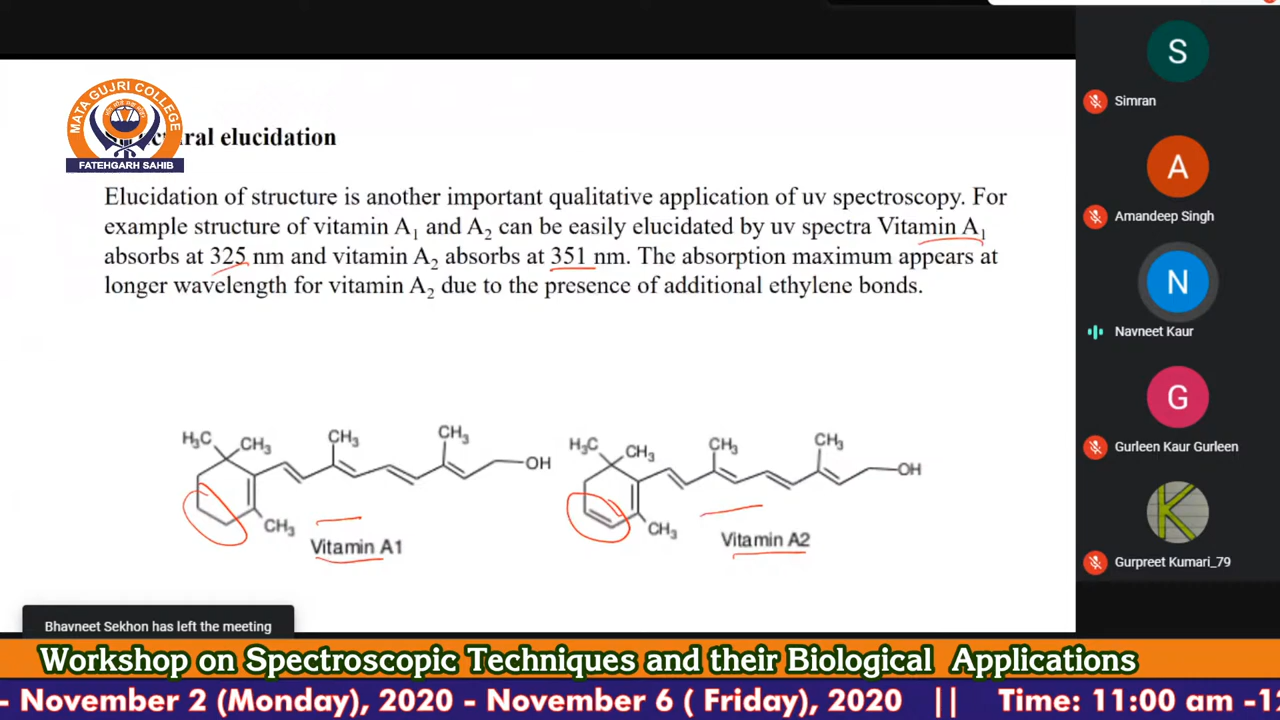 MATA GUJRI COLLEGE
FATEHGARH SAHIB
ral elucidation
Elucidation of structure is another important qualitative application of uv spectroscopy. For
example structure of vitamin A₁ and A₂ can be easily elucidated by uv spectra Vitamin A₁
absorbs at 325 nm and vitamin A₂ absorbs at 351 nm. The absorption maximum appears at
longer wavelength for vitamin A₂ due to the presence of additional ethylene bonds.
H₃C CH₃ CH₃ CH₃ OH
CH₃
Vitamin A1
H₃C CH₃ CH₃ CH₃ OH
CH₃
Vitamin A2
S
Simran
A
Amandeep Singh
N
Navneet Kaur
G
Gurleen Kaur Gurleen
K
Gurpreet Kumari_79
Bhavneet Sekhon has left the meeting
Workshop on Spectroscopic Techniques and their Biological Applications
- November 2 (Monday), 2020 - November 6 ( Friday), 2020 || Time: 11:00 am -12